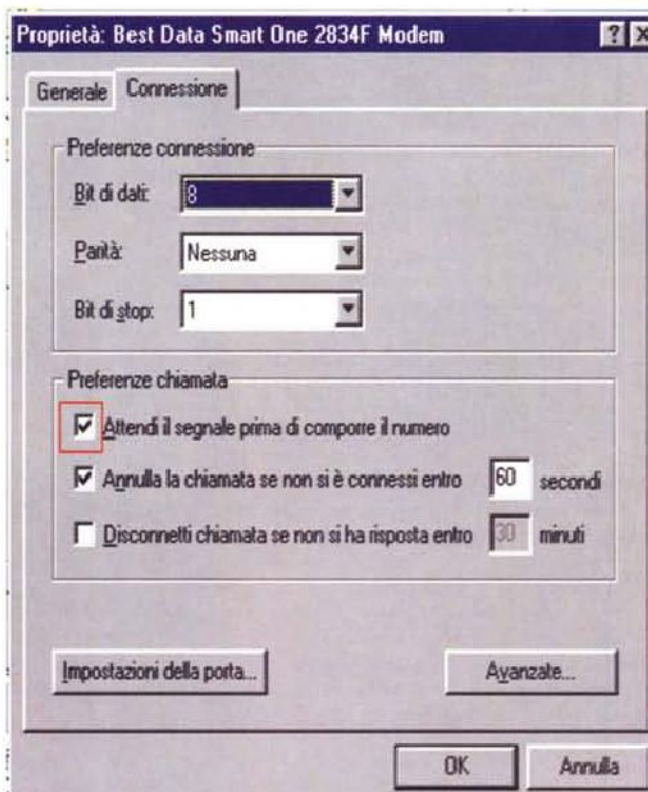 Proprietà: Best Data Smart One 2834F Modem
Generale Connessione
Preferenze connessione
Bit di dati: 8
Parità: Nessuna
Bit di stop: 1
Preferenze chiamata
Attendi il segnale prima di comporre il numero
Annulla la chiamata se non si è connessi entro 60 secondi
Disconnetti chiamata se non si ha risposta entro 30 minuti
Impostazioni della porta... Avanzate...
OK Annulla